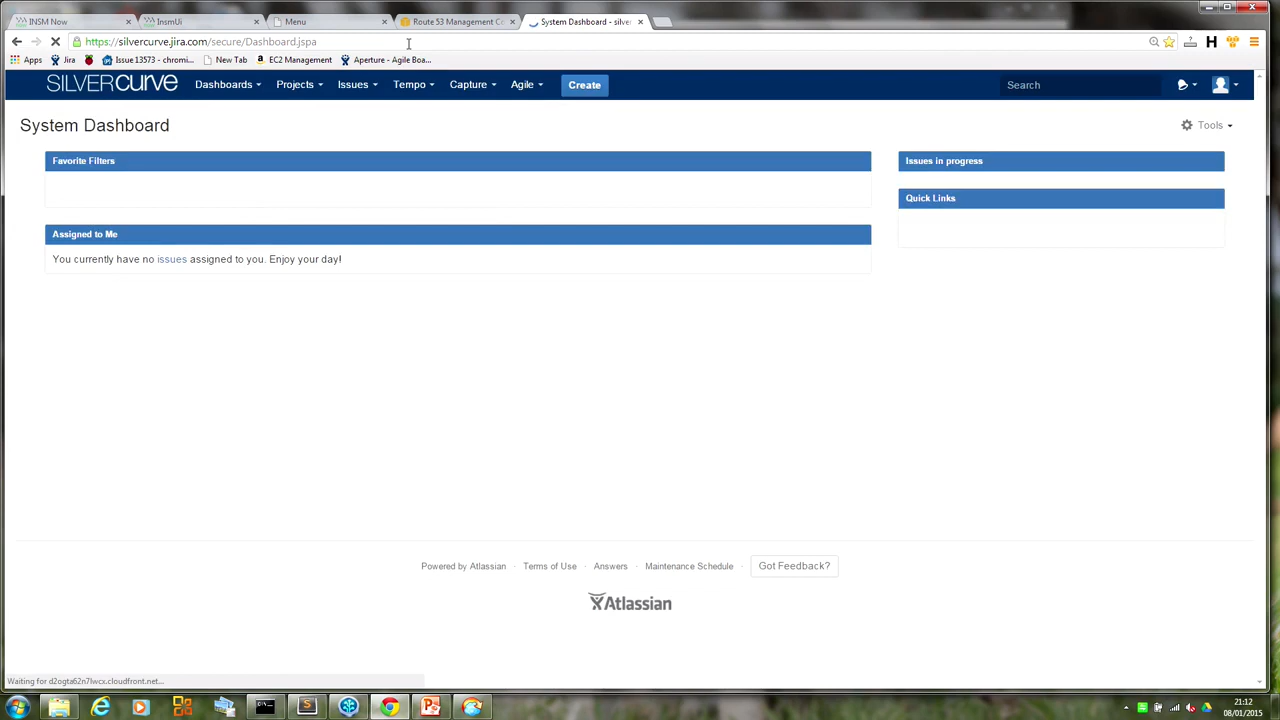 INSM Now
InsmUi
Menu
Route 53 Management Co
System Dashboard - silver
https://silvercurve.jira.com/secure/Dashboard.jspa
Apps
Jira
Issue 13573 - chromi...
New Tab
EC2 Management
Aperture - Agile Boa...
SILVERCURVE
Dashboards
Projects
Issues
Tempo
Capture
Agile
Create
Search
System Dashboard
Tools
Favorite Filters
Issues in progress
Quick Links
Assigned to Me
You currently have no issues assigned to you. Enjoy your day!
Powered by Atlassian · Terms of Use · Answers · Maintenance Schedule · Got Feedback?
Atlassian
Waiting for d2ogta62n7lwcx.cloudfront.net...
21:12
08/01/2015